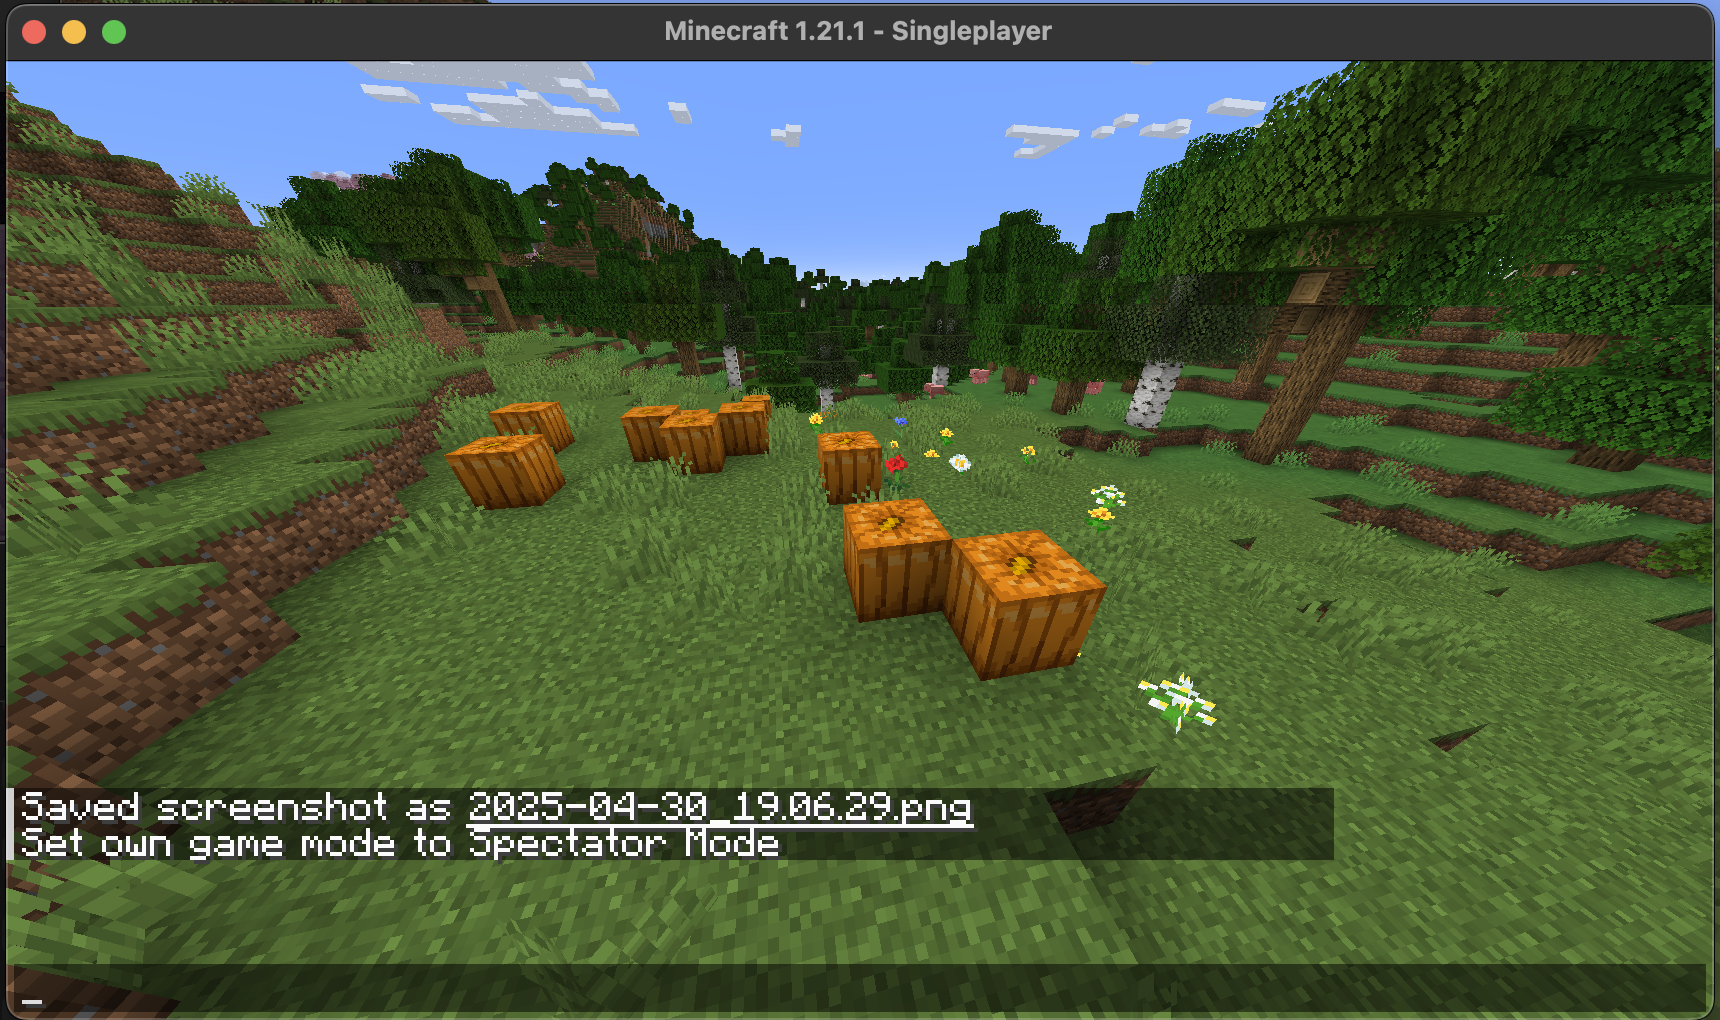 Minecraft 1.21.1 - Singleplayer
Saved screenshot as 2025-04-30_19.06.29.png
Set own game mode to Spectator Mode
_